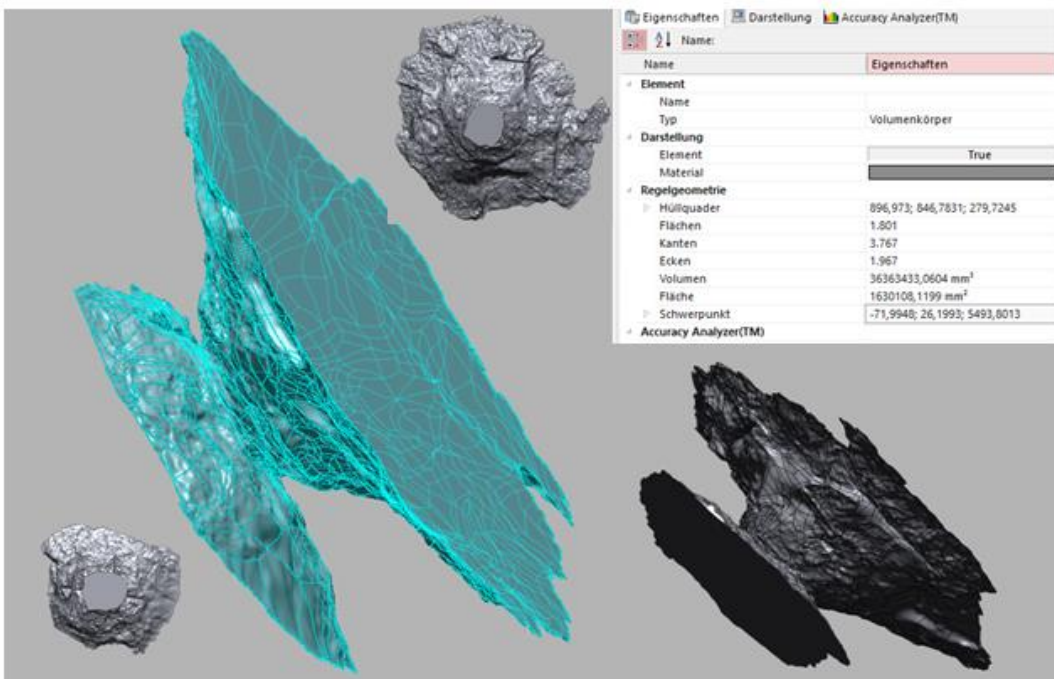 Eigenschaften Darstellung Accuracy Analyzer(TM)
Name:
Name Eigenschaften
Element
Name
Typ Volumenkörper
Darstellung
Element True
Material
Regelgeometrie
Hüllquader 896,973; 846,7831; 279,7245
Flächen 1.801
Kanten 3.767
Ecken 1.967
Volumen 36363433,0604 mm³
Fläche 1630108,1199 mm²
Schwerpunkt -71,9948; 26,1993; 5493,8013
Accuracy Analyzer(TM)